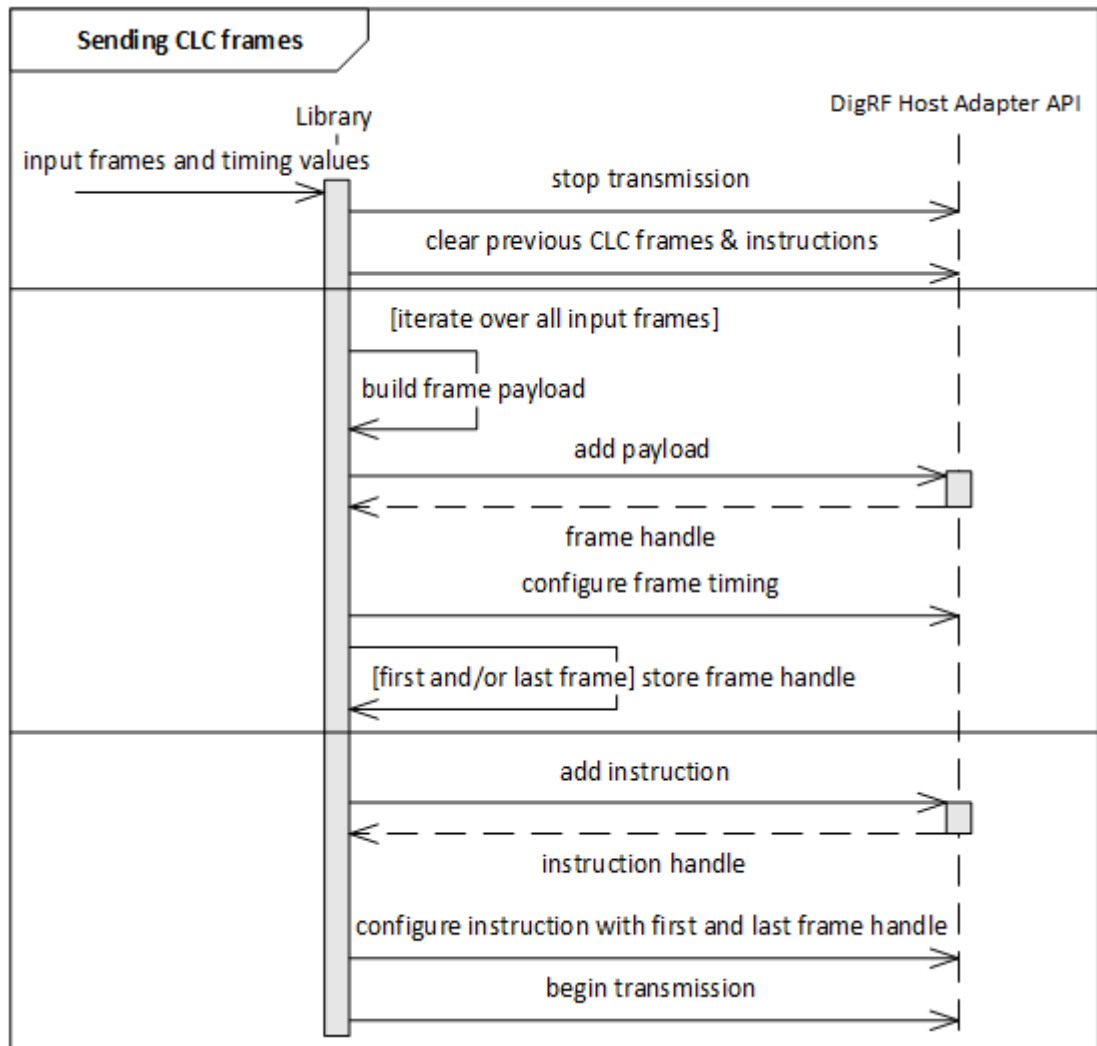 Sending CLC frames
DigRF Host Adapter API
Library
input frames and timing values
stop transmission
clear previous CLC frames & instructions
[iterate over all input frames]
build frame payload
add payload
frame handle
configure frame timing
[first and/or last frame] store frame handle
add instruction
instruction handle
configure instruction with first and last frame handle
begin transmission